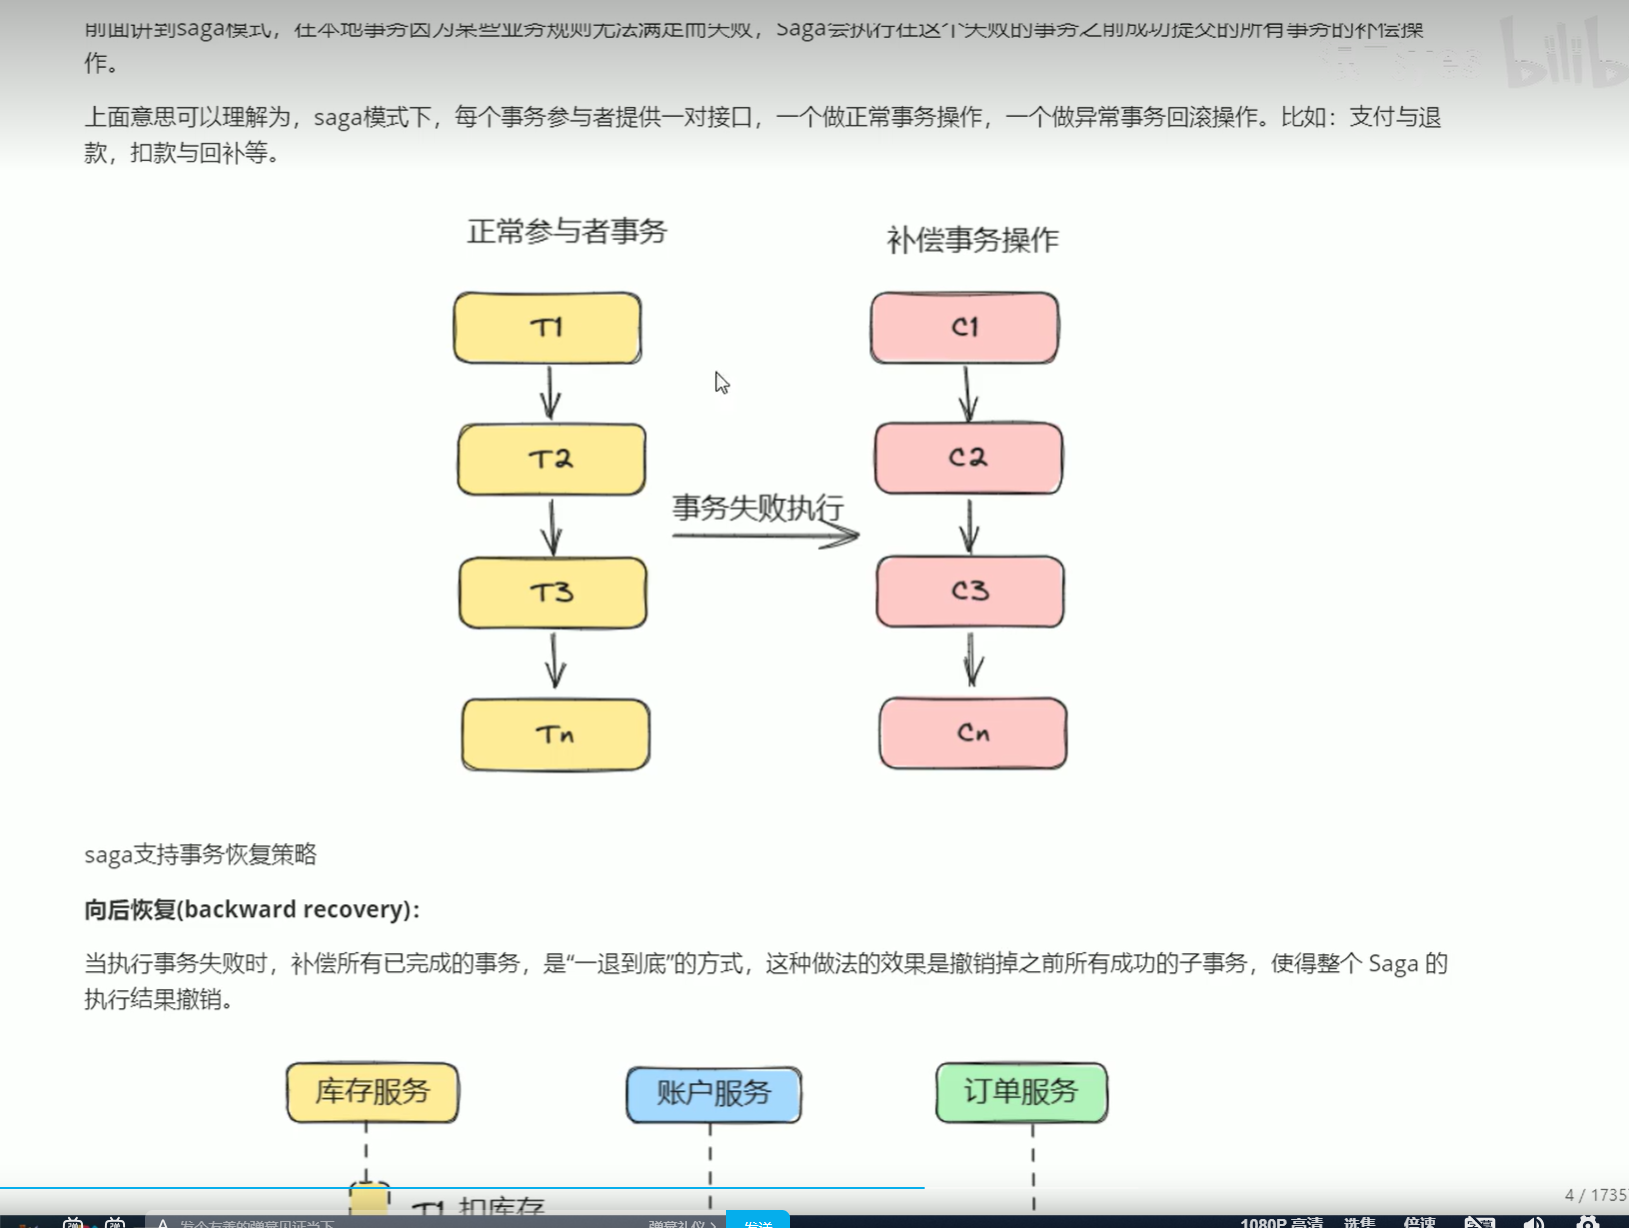 前面讲到saga模式，在本地事务因为某些业务规则无法满足而失败，Saga会执行在这个失败的事务之前成功提交的所有事务的补偿操
作。
上面意思可以理解为，saga模式下，每个事务参与者提供一对接口，一个做正常事务操作，一个做异常事务回滚操作。比如：支付与退
款，扣款与回补等。
正常参与者事务
补偿事务操作
T1
C1
T2
C2
事务失败执行
T3
C3
Tn
Cn
saga支持事务恢复策略
向后恢复(backward recovery)：
当执行事务失败时，补偿所有已完成的事务，是“一退到底”的方式，这种做法的效果是撤销掉之前所有成功的子事务，使得整个 Saga 的
执行结果撤销。
库存服务
账户服务
订单服务
T1 扣库存
4 / 1735
发个友善的弹幕见证当下
弹幕礼仪
发送
1080P 高清
选集
倍速